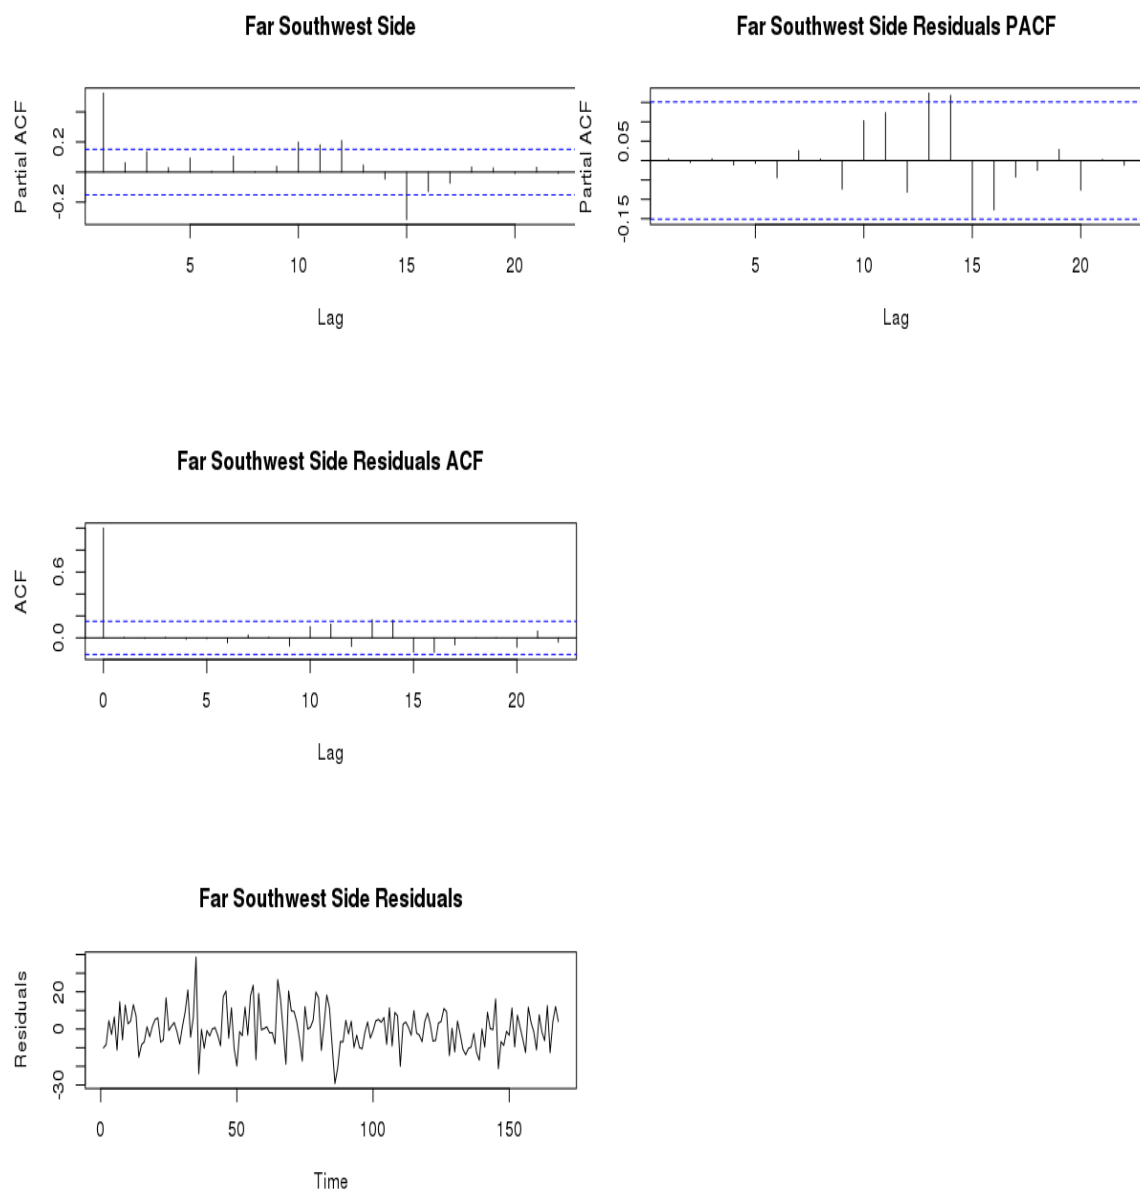 Far Southwest Side
Partial ACF
0.2
-0.2
5 10 15 20
Lag
Far Southwest Side Residuals PACF
Partial ACF
0.05
-0.15
5 10 15 20
Lag
Far Southwest Side Residuals ACF
ACF
0.6
0.0
0 5 10 15 20
Lag
Far Southwest Side Residuals
Residuals
20
0
-30
0 50 100 150
Time